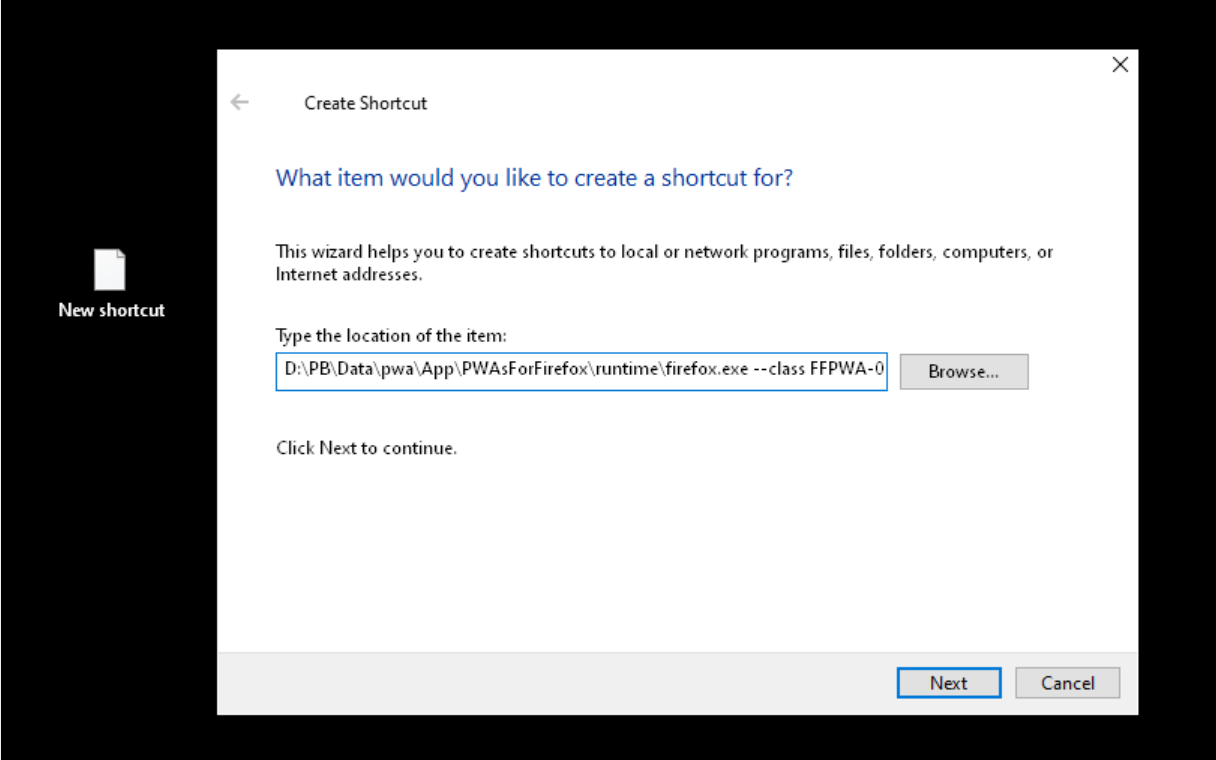 Create Shortcut
What item would you like to create a shortcut for?
This wizard helps you to create shortcuts to local or network programs, files, folders, computers, or
Internet addresses.
New shortcut
Type the location of the item:
D:\PB\Data\pwa\App\PWAsForFirefox\runtime\firefox.exe --class FFPWA-0
Browse...
Click Next to continue.
Next
Cancel